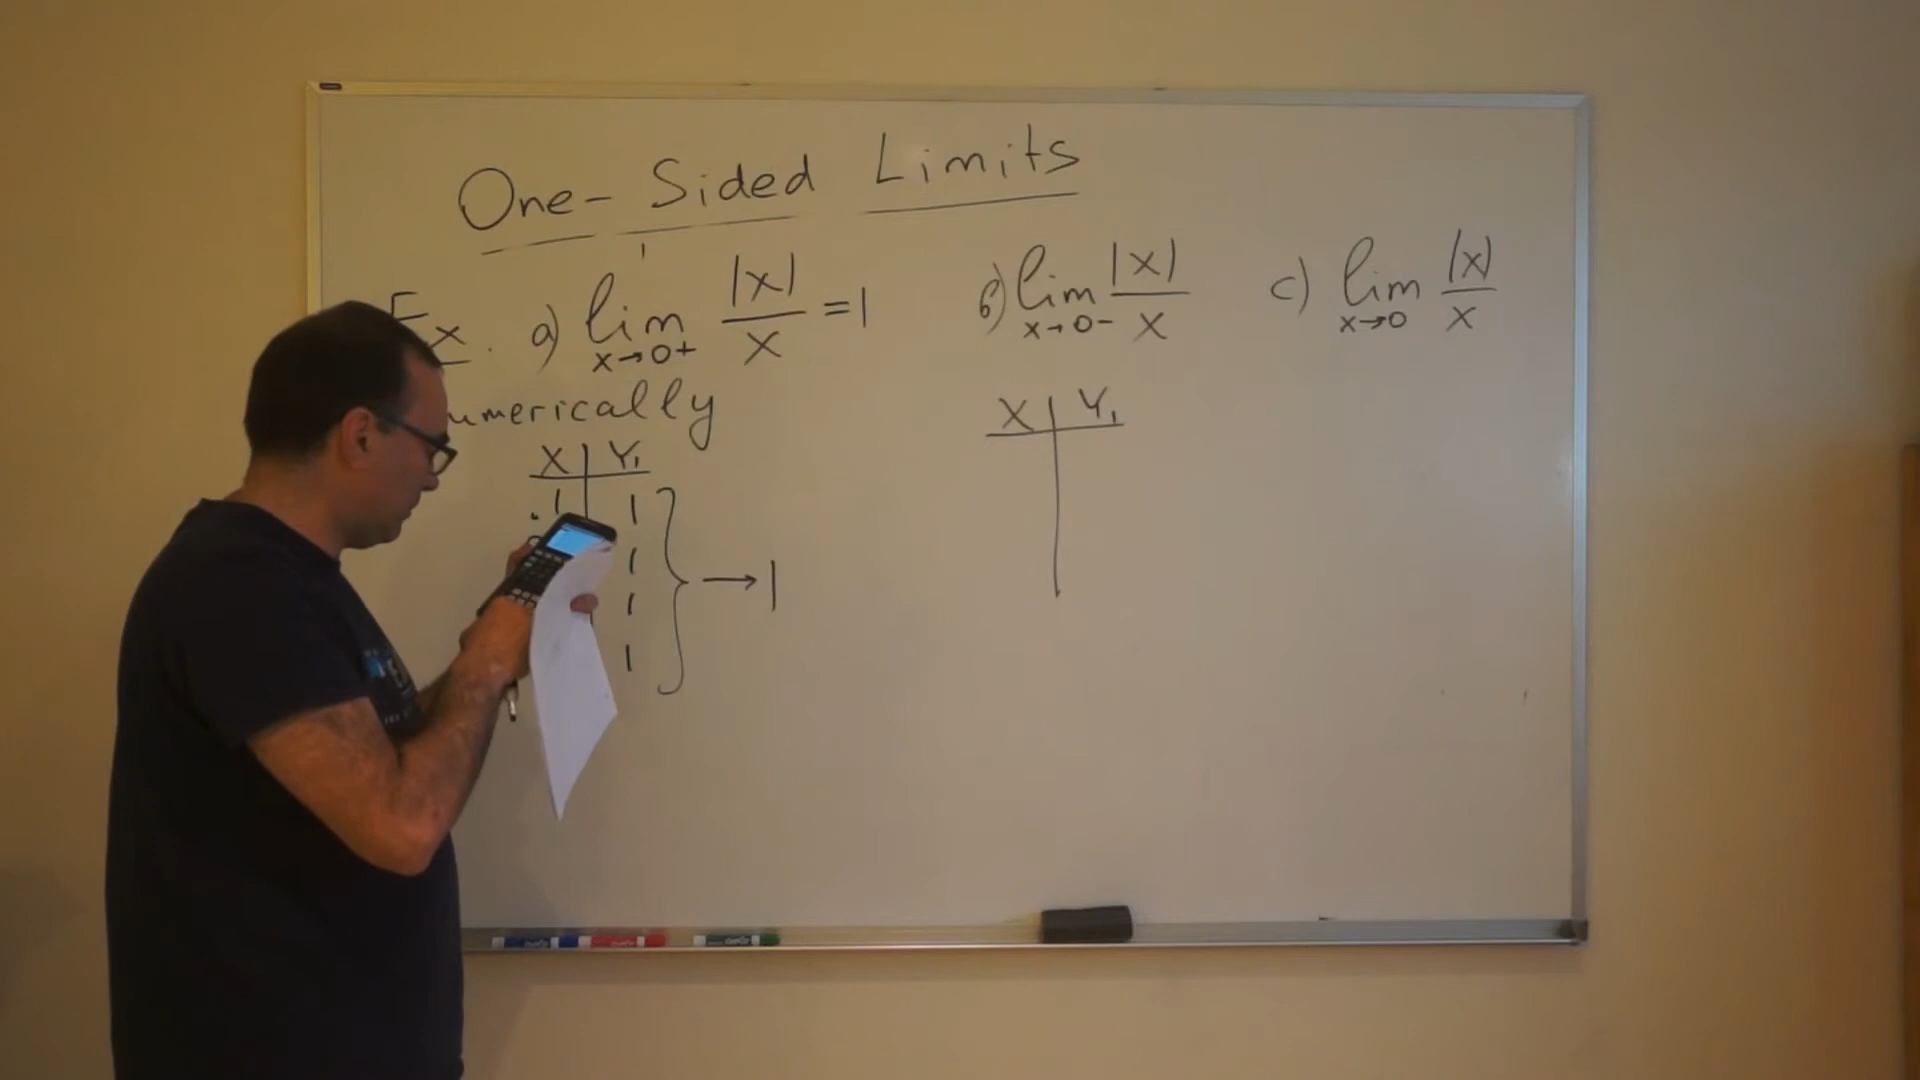 One-Sided Limits
Ex. a) lim x→0+ |x|/x = 1
b) lim x→0- |x|/x
c) lim x→0 |x|/x
umerically
X | Y₁
.1 | 1
1
1
1
→ 1
X | Y₁